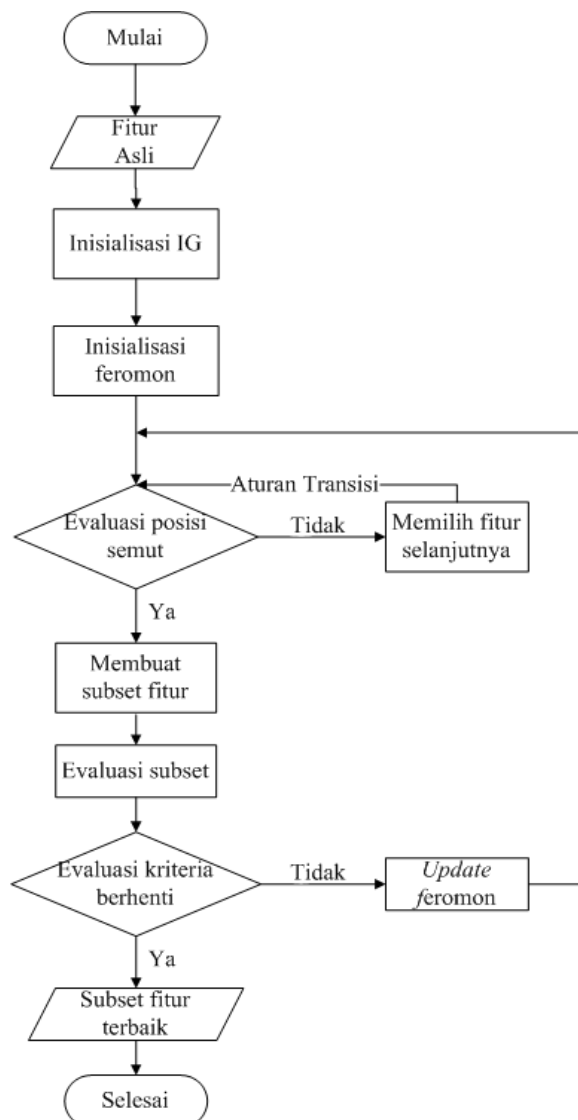 Mulai
Fitur
Asli
Inisialisasi IG
Inisialisasi
feromon
Aturan Transisi
Evaluasi posisi
semut
Tidak
Memilih fitur
selanjutnya
Ya
Membuat
subset fitur
Evaluasi subset
Evaluasi kriteria
berhenti
Tidak
Update
feromon
Ya
Subset fitur
terbaik
Selesai